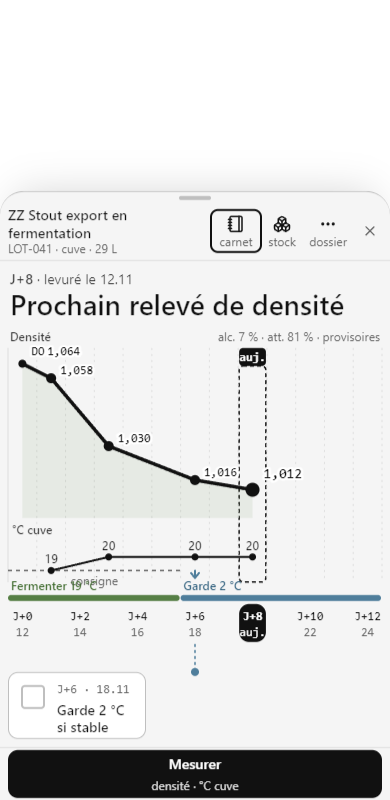 ZZ Stout export en
fermentation
LOT-041 · cuve · 29 L
carnet
stock
dossier
J+8 · levuré le 12.11
Prochain relevé de densité
Densité
alc. 7 % · att. 81 % · provisoires
DO 1,064
auj.
1,058
1,030
1,016
1,012
°C cuve
19
20
20
20
consigne
Fermenter 19 °C
Garde 2 °C
J+0 J+2 J+4 J+6 J+8 J+10 J+12
12 14 16 18 auj. 22 24
J+6 · 18.11
Garde 2 °C
si stable
Mesurer
densité · °C cuve